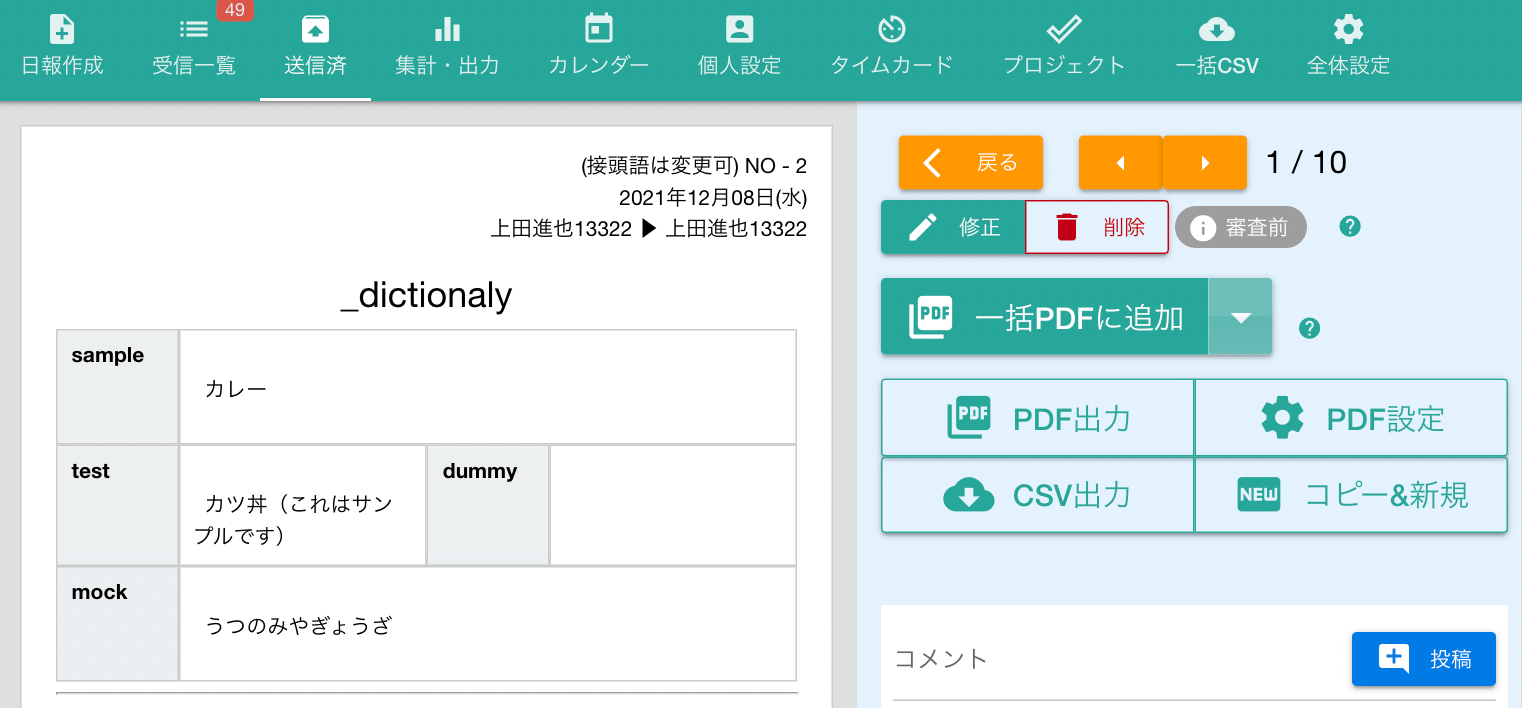 49
日報作成 受信一覧 送信済 集計・出力 カレンダー 個人設定 タイムカード プロジェクト 一括CSV 全体設定
(接頭語は変更可) NO - 2
2021年12月08日(水)
上田進也13322 ▶ 上田進也13322
_dictionaly
sample
カレー
test
カツ丼（これはサン
プルです）
dummy
mock
うつのみやぎょうざ
戻る
1 / 10
修正 削除 審査前 ?
PDF 一括PDFに追加 ?
PDF PDF出力 PDF設定
CSV出力 NEW コピー&新規
コメント 投稿